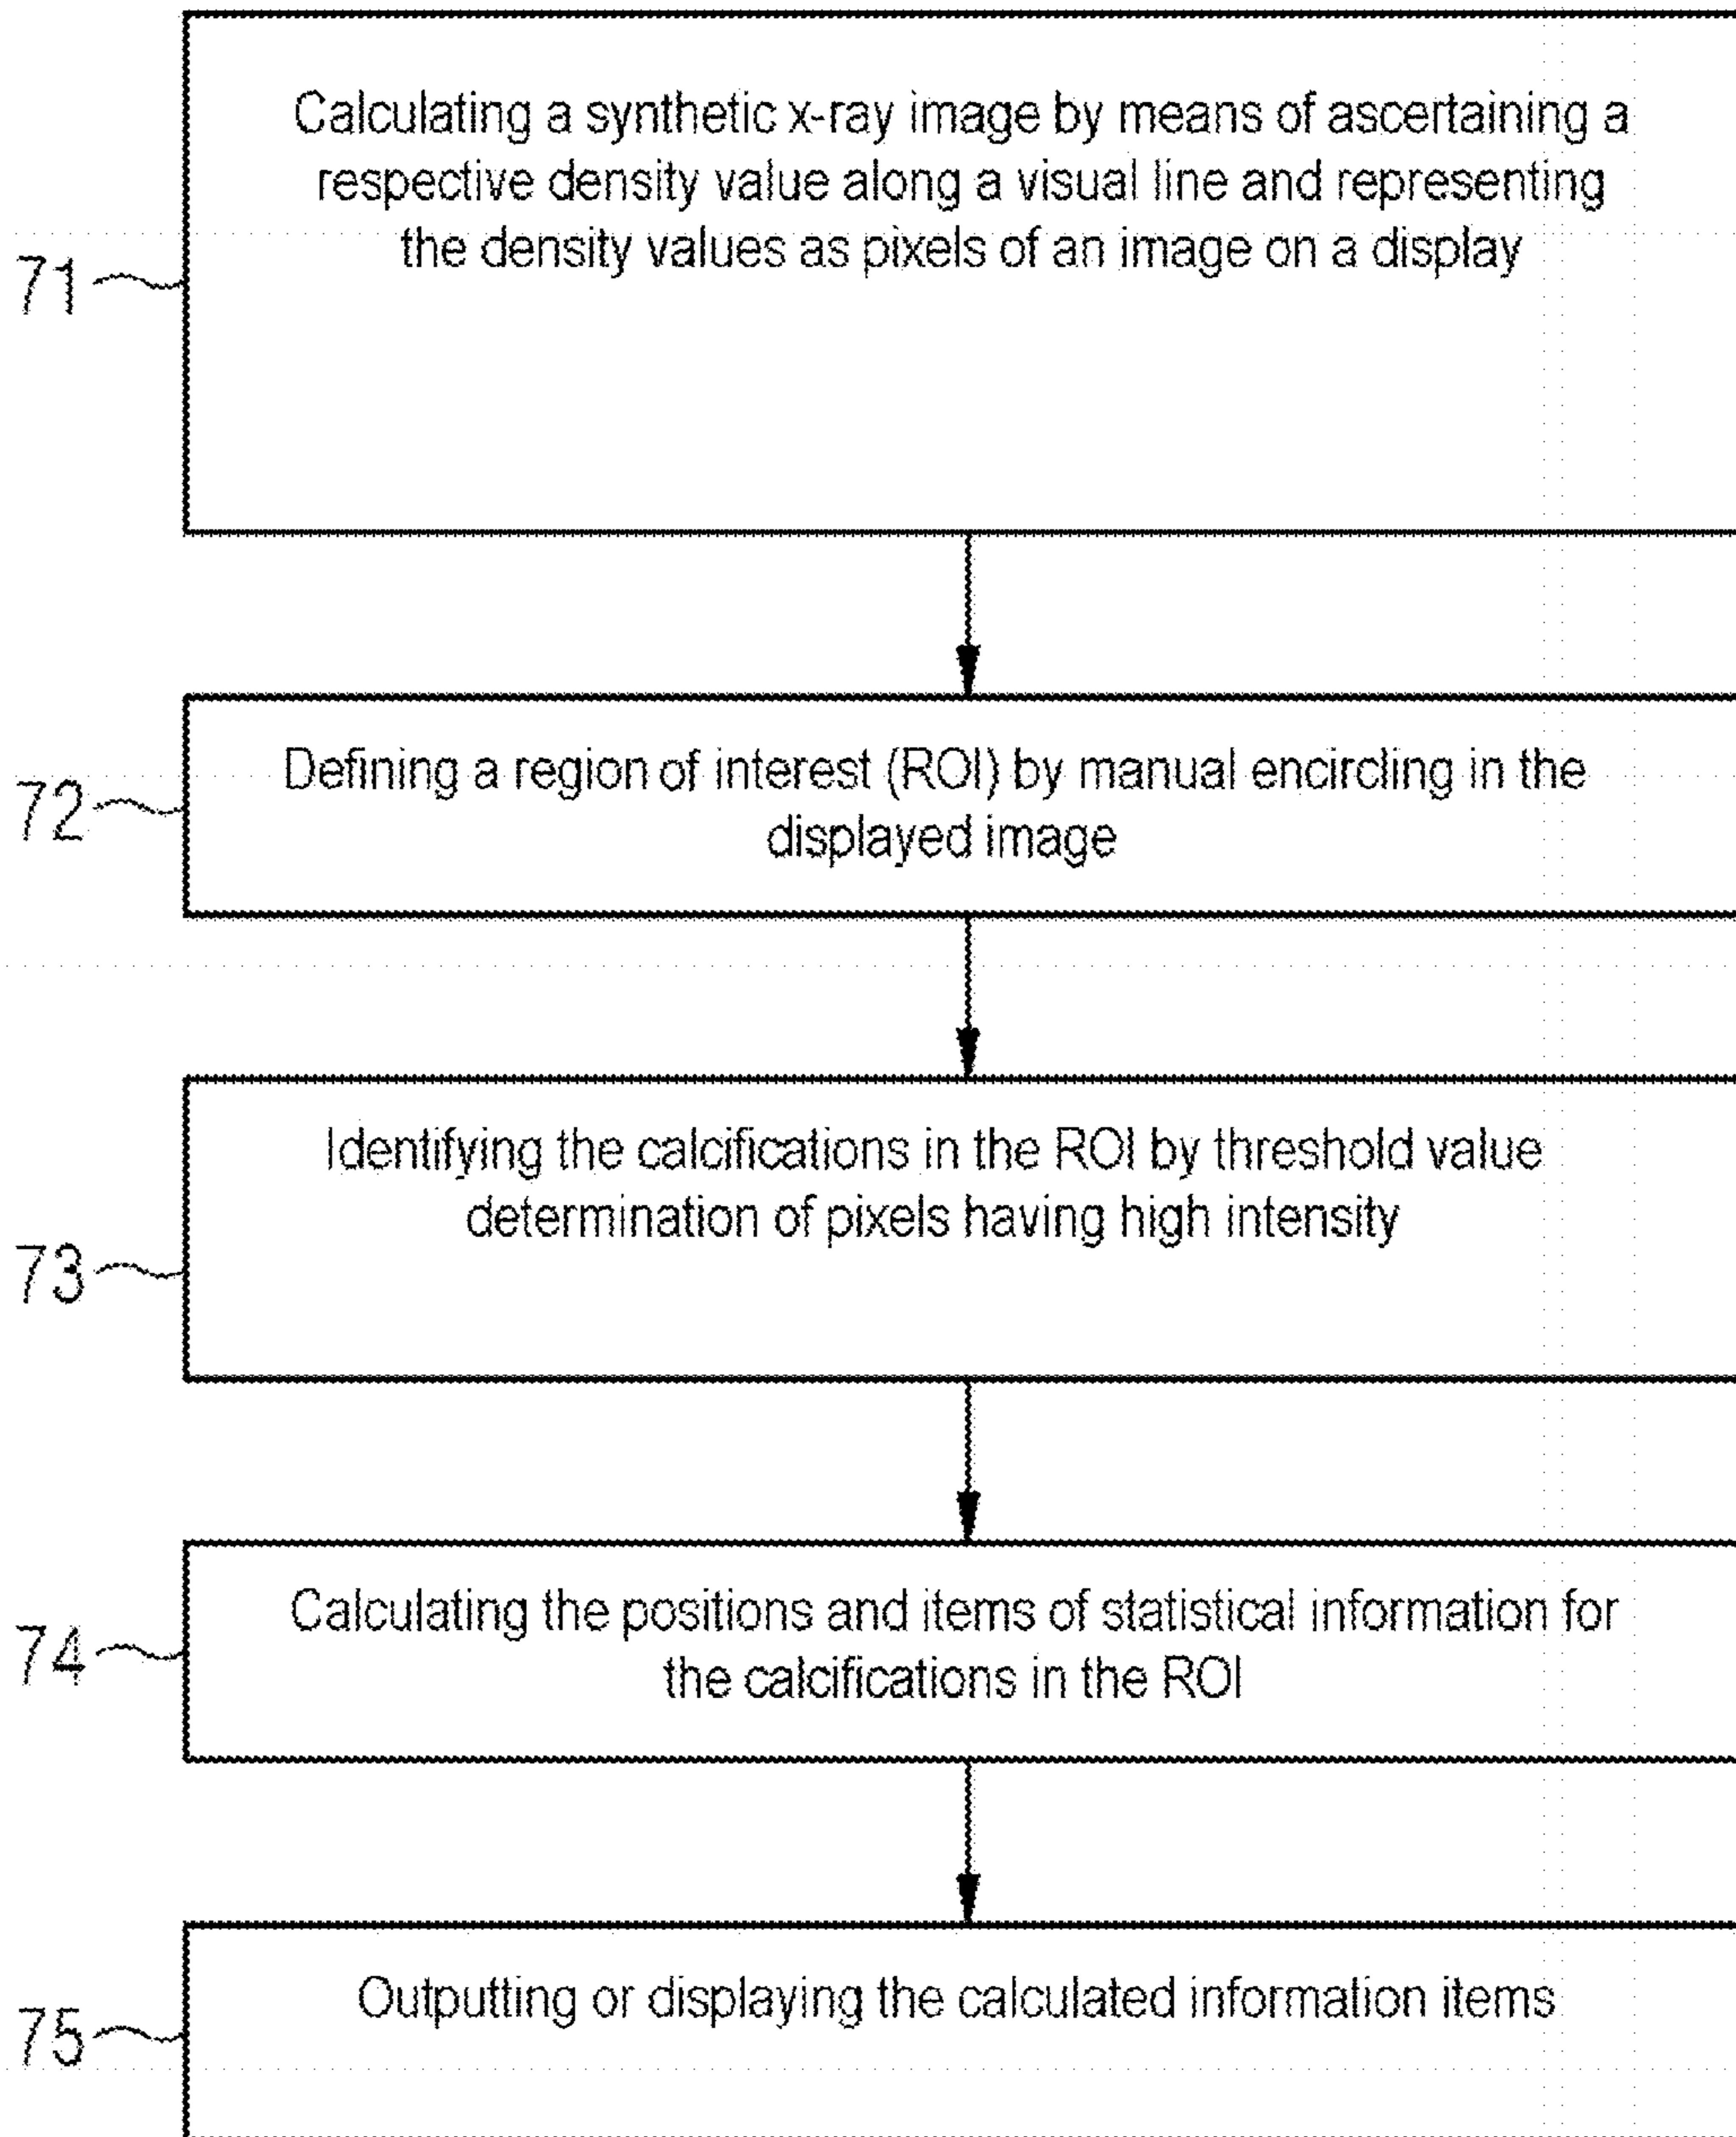 Calculating a synthetic x-ray image by means of ascertaining a
respective density value along a visual line and representing
the density values as pixels of an image on a display
71
Defining a region of interest (ROI) by manual encircling in the
displayed image
72
Identifying the calcifications in the ROI by threshold value
determination of pixels having high intensity
73
Calculating the positions and items of statistical information for
the calcifications in the ROI
74
Outputting or displaying the calculated information items
75